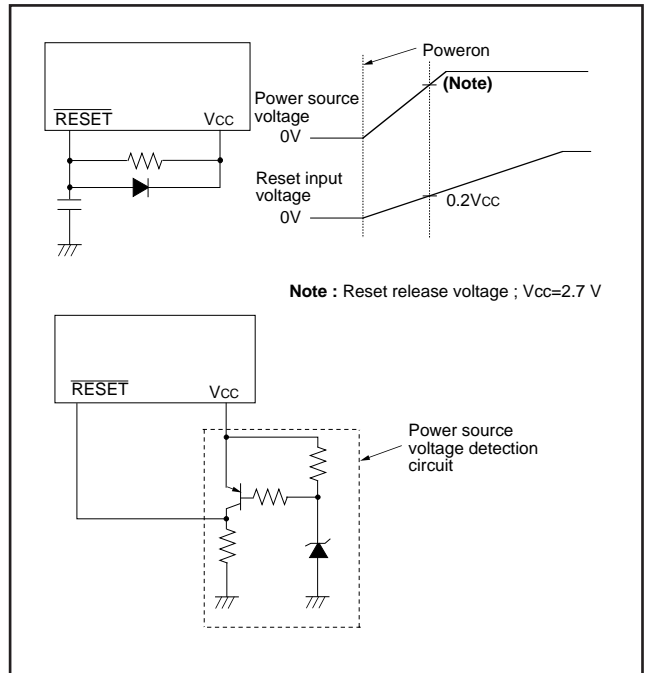 Poweron
(Note)
RESET
Vcc
Power source
voltage
0V
Reset input
voltage
0V
0.2Vcc
Note : Reset release voltage ; Vcc=2.7 V
RESET
Vcc
Power source
voltage detection
circuit